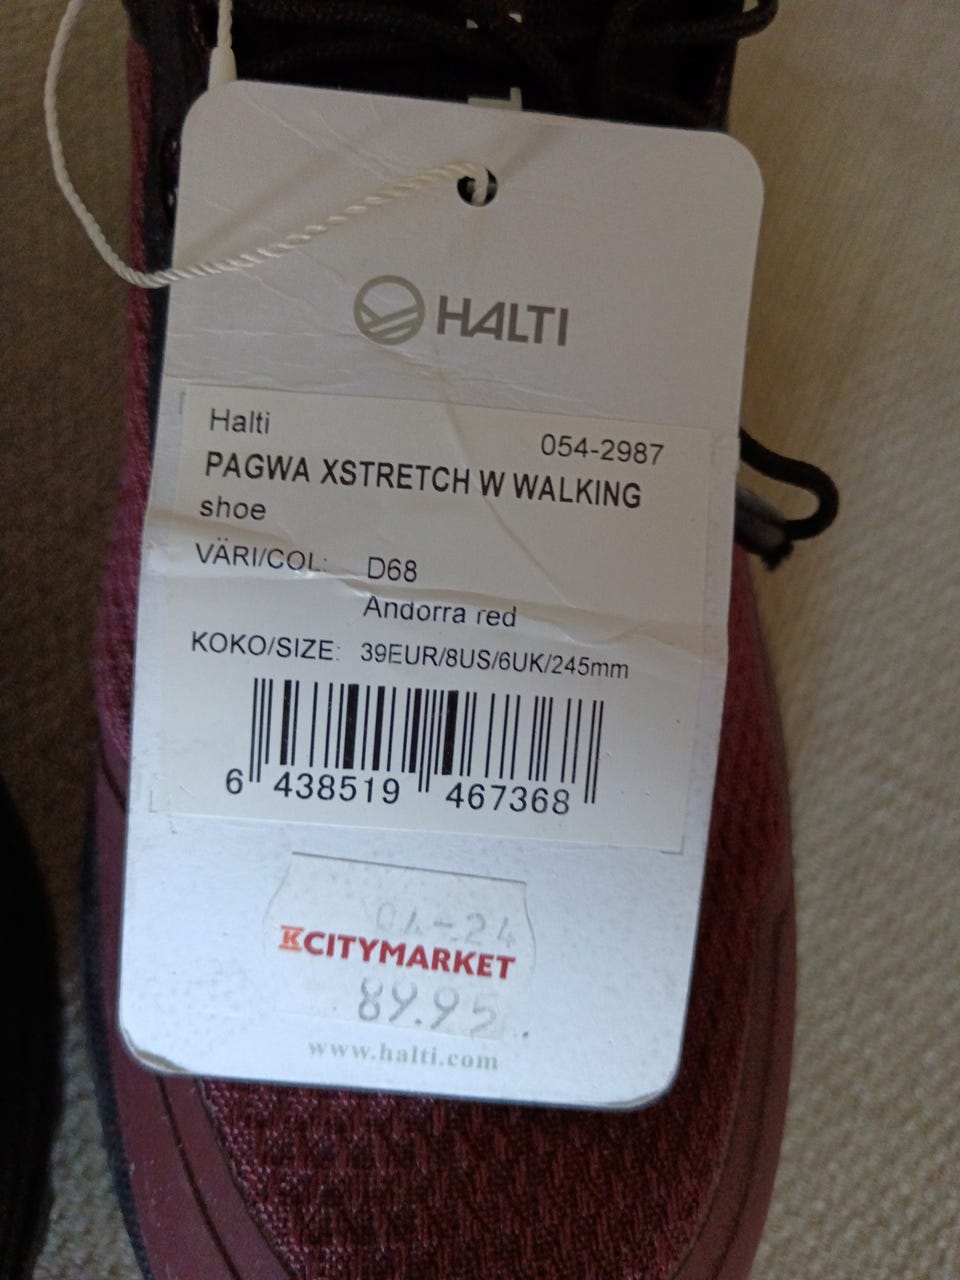 HALTI
Halti 054-2987
PAGWA XSTRETCH W WALKING
shoe
VÄRI/COL: D68
Andorra red
KOKO/SIZE: 39EUR/8US/6UK/245mm
6 438519 467368
04-24
K CITYMARKET
89.95
www.halti.com